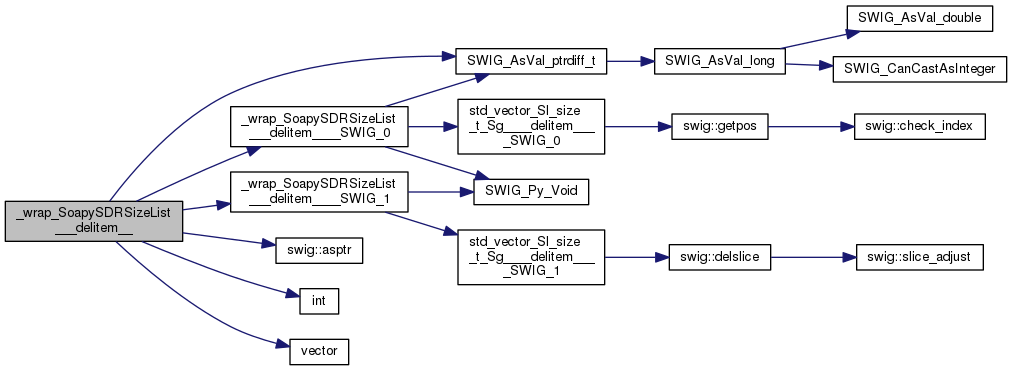 SWIG_AsVal_double
SWIG_AsVal_ptrdiff_t
SWIG_AsVal_long
SWIG_CanCastAsInteger
_wrap_SoapySDRSizeList
___delitem____SWIG_0
std_vector_Sl_size
_t_Sg____delitem___
_SWIG_0
swig::getpos
swig::check_index
_wrap_SoapySDRSizeList
___delitem____SWIG_1
SWIG_Py_Void
_wrap_SoapySDRSizeList
___delitem__
swig::asptr
std_vector_Sl_size
_t_Sg____delitem___
_SWIG_1
swig::delslice
swig::slice_adjust
int
vector